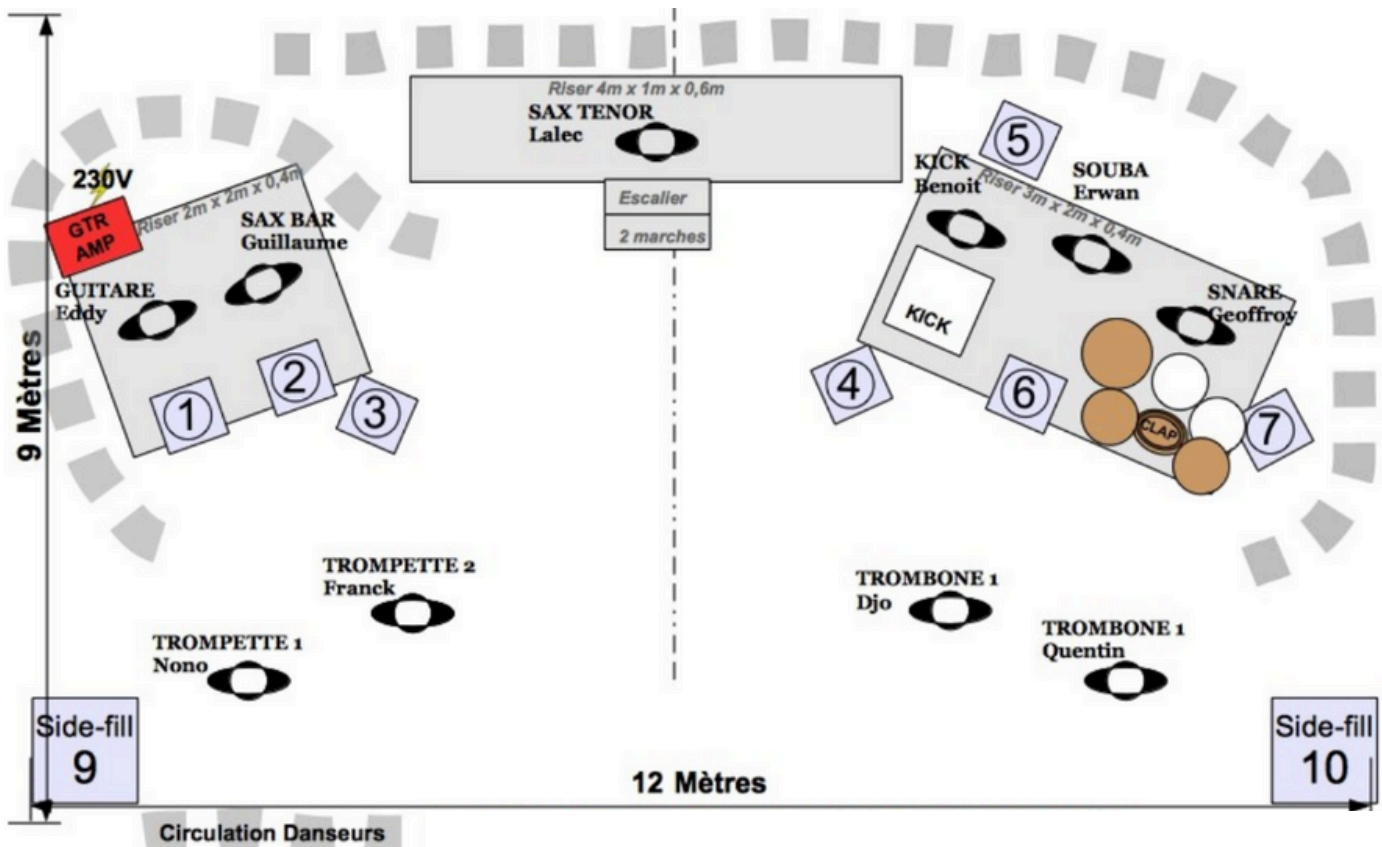 Riser 4m x 1m x 0,6m
SAX TENOR
Lalec
Escalier
2 marches
230V
GTR
AMP
Riser 2m x 2m x 0,4m
SAX BAR
Guillaume
GUITARE
Eddy
1
2
3
5
KICK
Benoit
SOUBA
Erwan
Riser 3m x 2m x 0,4m
SNARE
Geoffroy
KICK
4
6
CLAP
7
9 Mètres
TROMPETTE 2
Franck
TROMPETTE 1
Nono
TROMBONE 1
Djo
TROMBONE 1
Quentin
Side-fill
9
Side-fill
10
12 Mètres
Circulation Danseurs